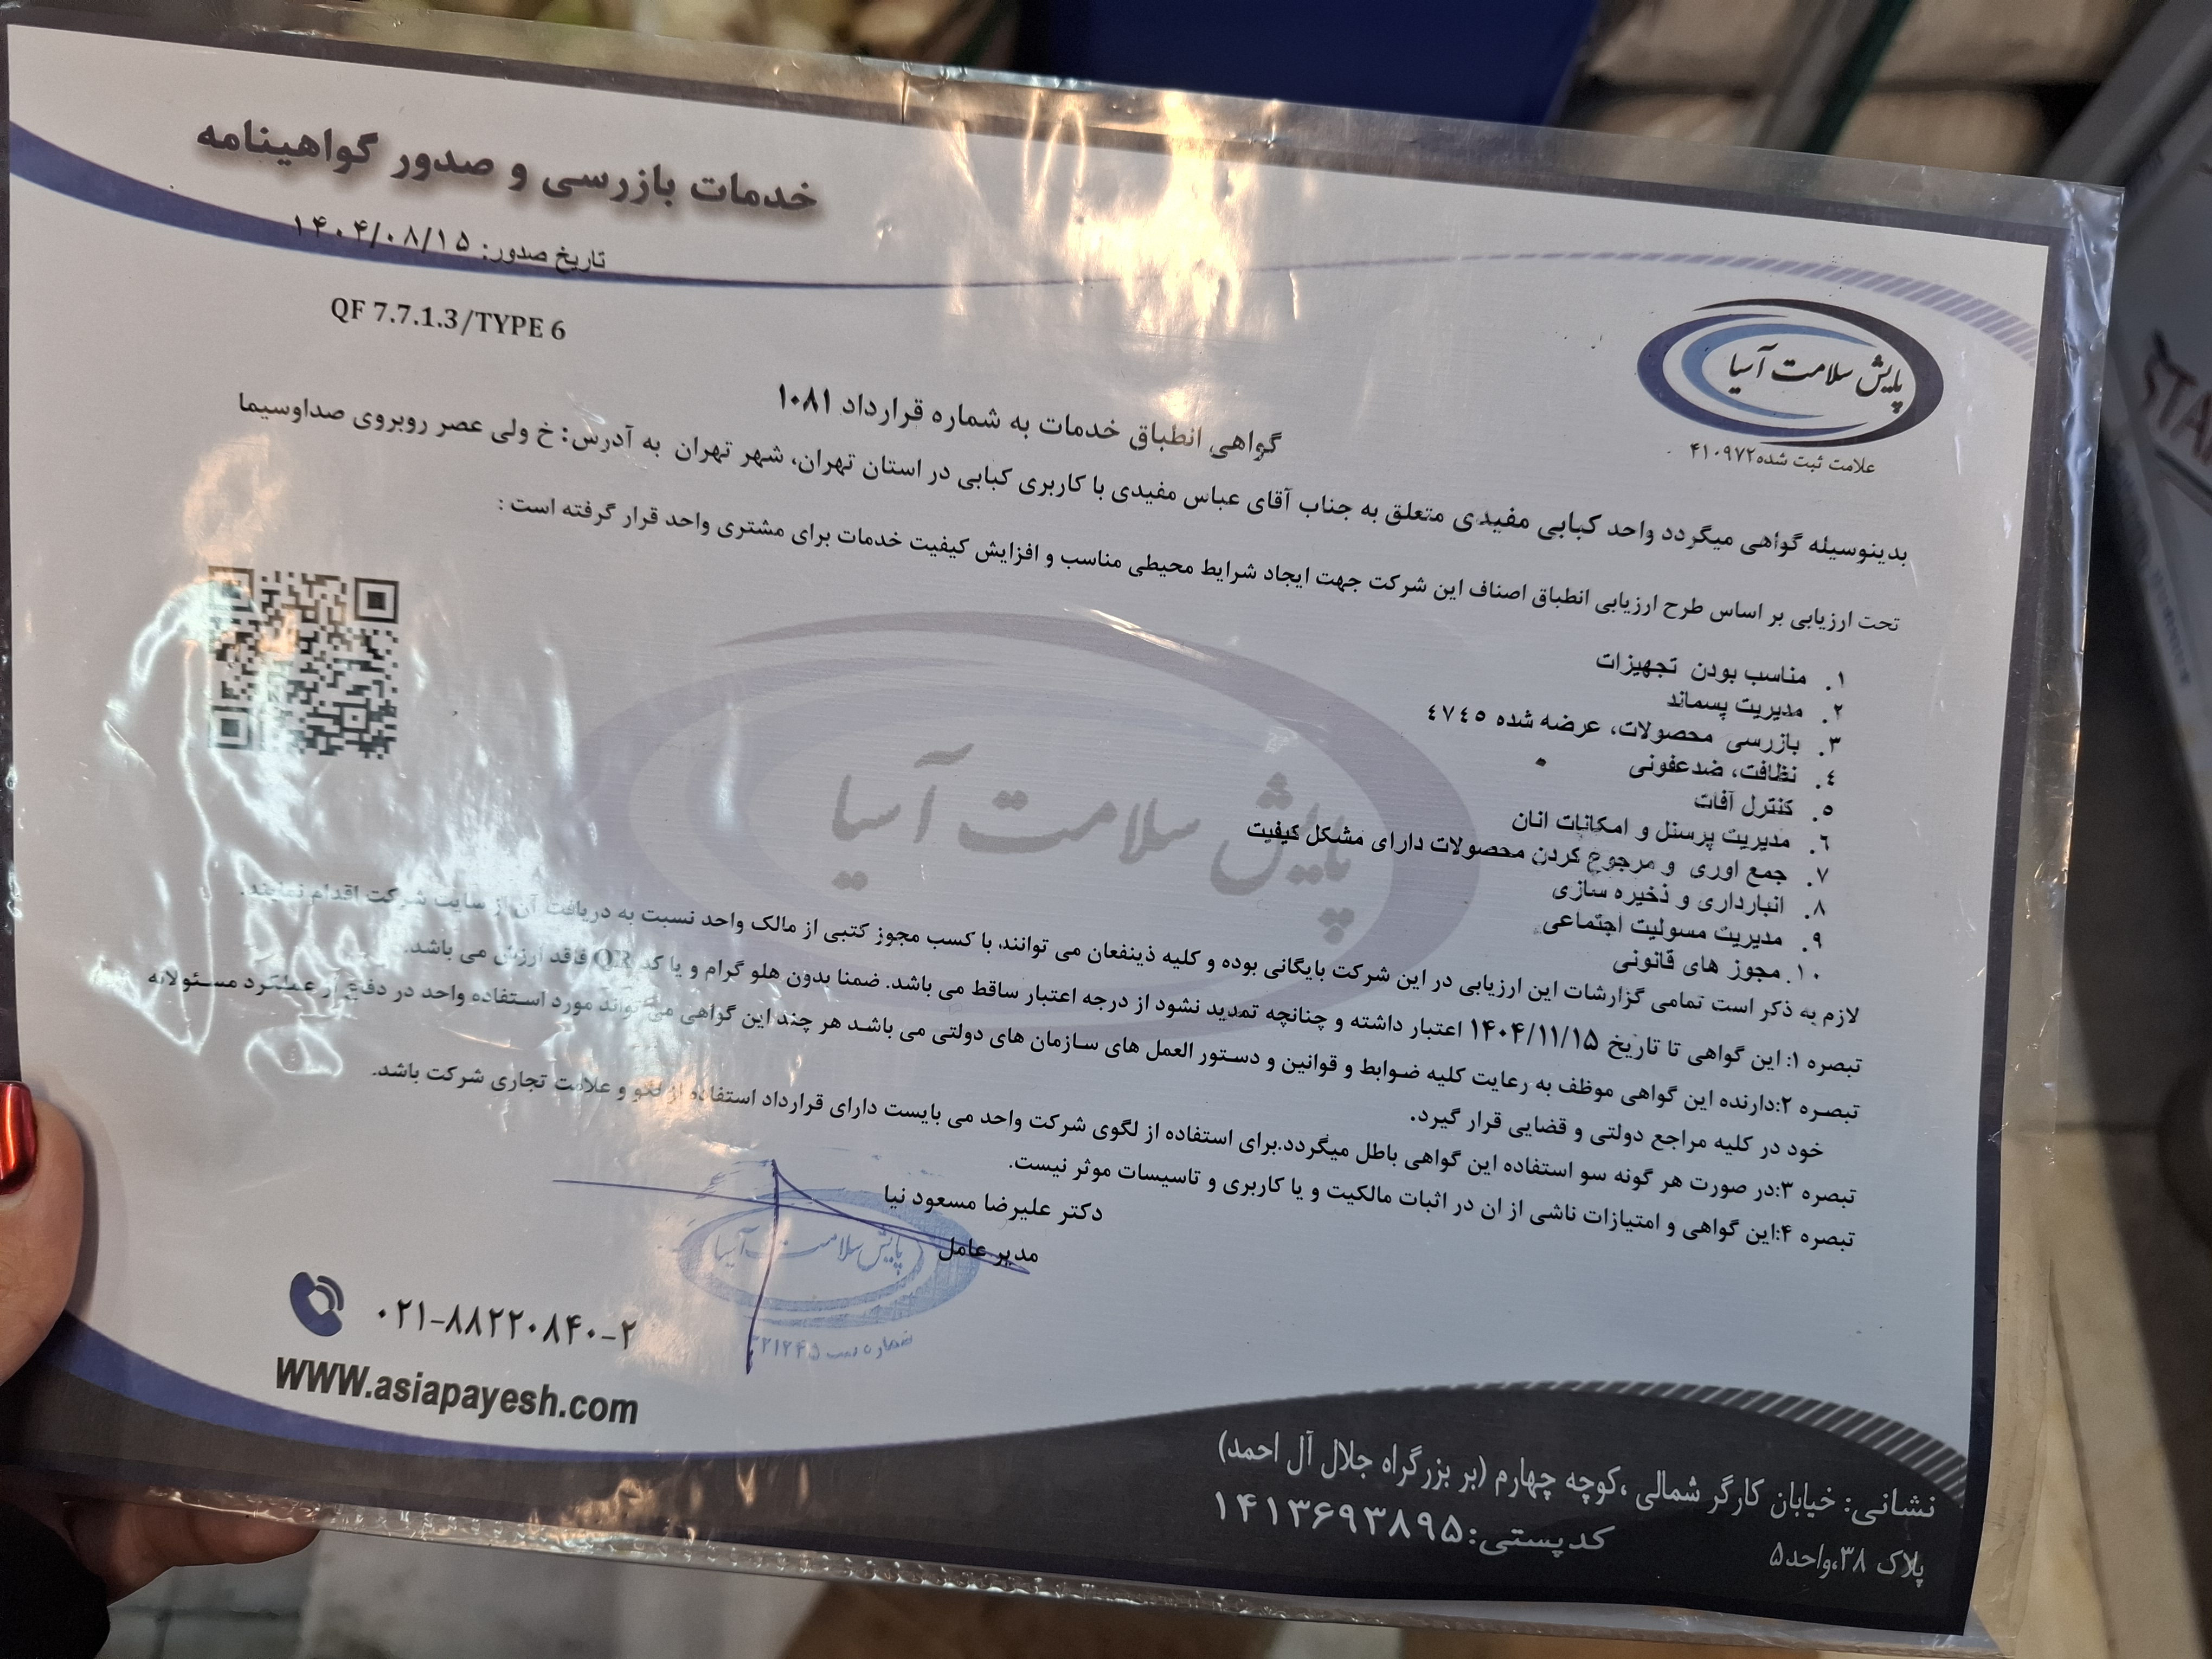 خدمات بازرسی و صدور گواهینامه
تاریخ صدور: ۱۴۰۴/۰۸/۱۵
QF 7.7.1.3/TYPE 6
پایش سلامت آسیا
علامت ثبت شده۴۱۰۹۷۲
گواهی انطباق خدمات به شماره قرارداد ۱۰۸۱
بدینوسیله گواهی میگردد واحد کبابی مفیدی متعلق به جناب آقای عباس مفیدی با کاربری کبابی در استان تهران، شهر تهران به آدرس: خ ولی عصر روبروی صداوسیما
تحت ارزیابی بر اساس طرح ارزیابی انطباق اصناف این شرکت جهت ایجاد شرایط محیطی مناسب و افزایش کیفیت خدمات برای مشتری واحد قرار گرفته است :
۱. مناسب بودن تجهیزات
۲. مدیریت پسماند
۳. بازرسی محصولات، عرضه شده ٤٧٤٥
٤. نظافت، ضدعفونی
٥. کنترل آفات
٦. مدیریت پرسنل و امکانات انان
٧. جمع اوری و مرجوع کردن محصولات دارای مشکل کیفیت
٨. انبارداری و ذخیره سازی
٩. مدیریت مسولیت اجتماعی
۱۰. مجوز های قانونی
پایش سلامت آسیا
لازم به ذکر است تمامی گزارشات این ارزیابی در این شرکت بایگانی بوده و کلیه ذینفعان می توانند، با کسب مجوز کتبی از مالک واحد نسبت به دریافت آن از سایت شرکت اقدام نمایند.
تبصره ۱: این گواهی تا تاریخ ۱۴۰۴/۱۱/۱۵ اعتبار داشته و چنانچه تمدید نشود از درجه اعتبار ساقط می باشد. ضمنا بدون هلو گرام و یا کد QR فاقد ارزش می باشد.
تبصره ۲:دارنده این گواهی موظف به رعایت کلیه ضوابط و قوانین و دستور العمل های سازمان های دولتی می باشد هر چند این گواهی می تواند مورد استفاده واحد در دفاع از عملکرد مسئولانه
خود در کلیه مراجع دولتی و قضایی قرار گیرد.
تبصره ۳:در صورت هر گونه سو استفاده این گواهی باطل میگردد.برای استفاده از لگوی شرکت واحد می بایست دارای قرارداد استفاده از لگو و علامت تجاری شرکت باشد.
تبصره ۴:این گواهی و امتیازات ناشی از ان در اثبات مالکیت و یا کاربری و تاسیسات موثر نیست.
دکتر علیرضا مسعود نیا
مدیر عامل
پایش سلامت آسیا
۰۲۱-۸۸۲۲۰۸۴۰-۲
WWW.asiapayesh.com
نشانی: خیابان کارگر شمالی ،کوچه چهارم (بر بزرگراه جلال آل احمد)
پلاک ۳۸،واحد۵
کدپستی:۱۴۱۳۶۹۳۸۹۵